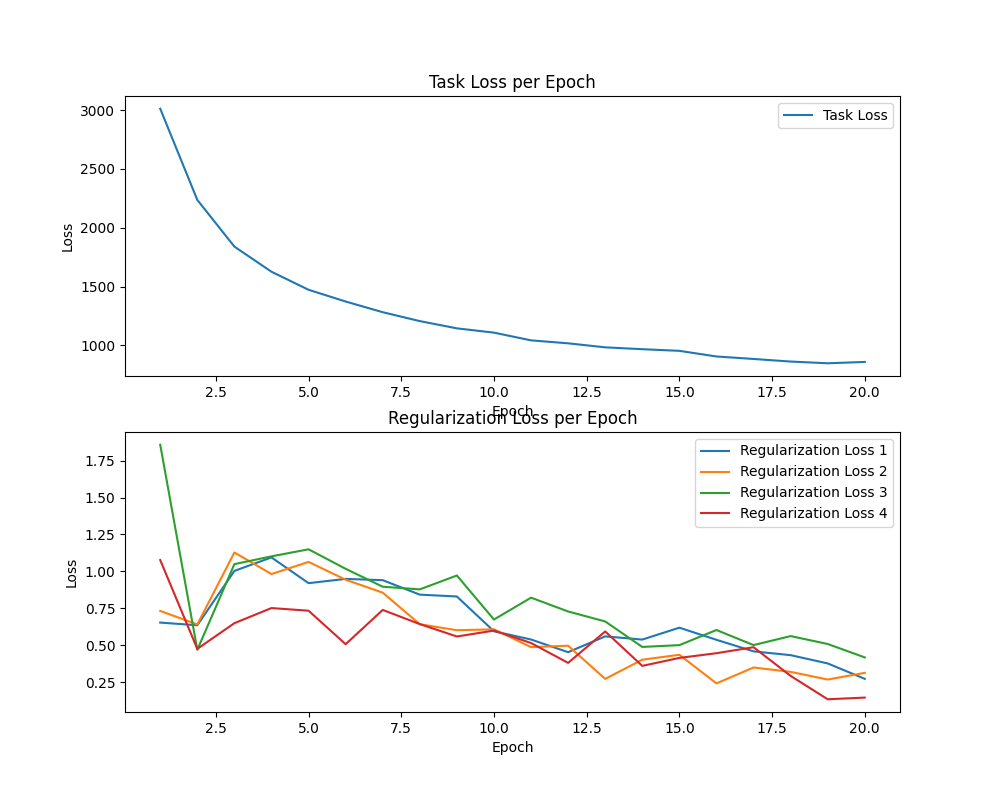 Task Loss per Epoch
Task Loss
Loss
3000
2500
2000
1500
1000
2.5 5.0 7.5 10.0 12.5 15.0 17.5 20.0
Epoch
Regularization Loss per Epoch
Regularization Loss 1
Regularization Loss 2
Regularization Loss 3
Regularization Loss 4
Loss
1.75
1.50
1.25
1.00
0.75
0.50
0.25
2.5 5.0 7.5 10.0 12.5 15.0 17.5 20.0
Epoch